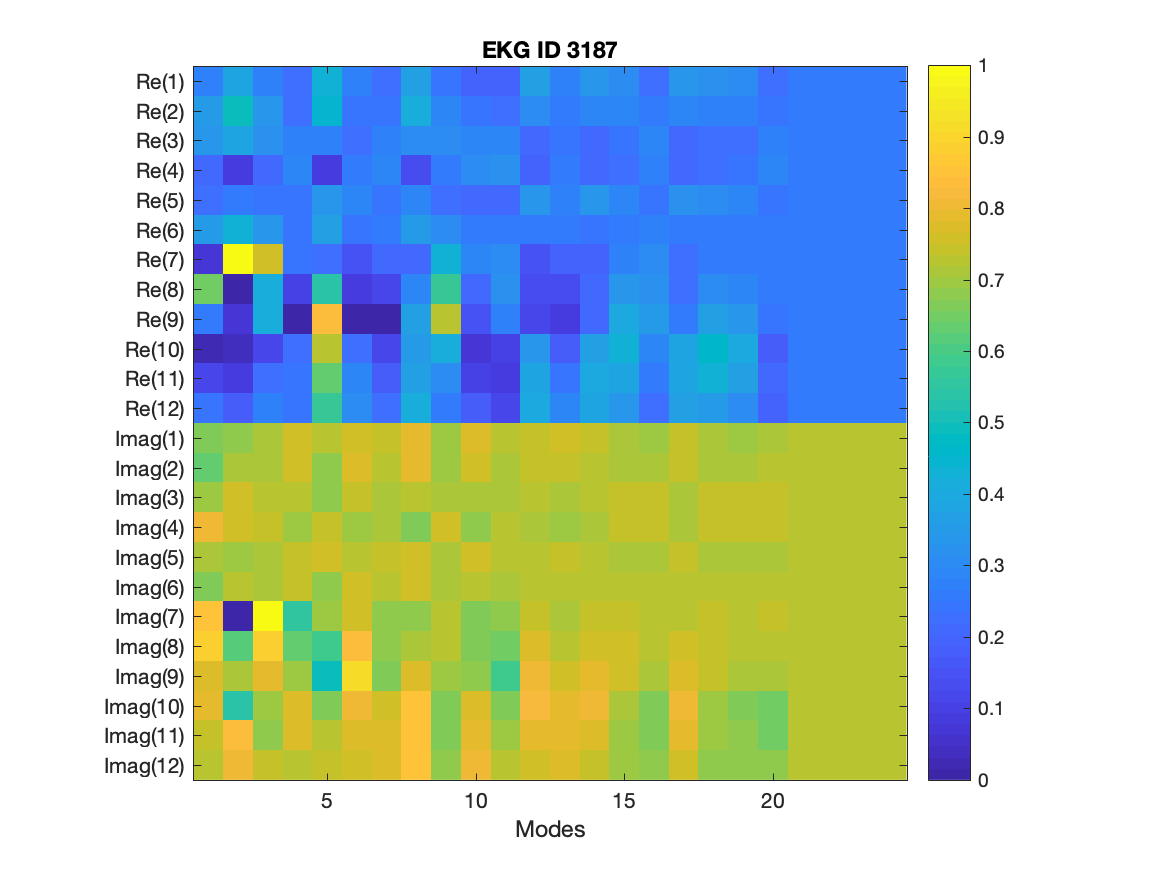 EKG ID 3187
Re(1)
Re(2)
Re(3)
Re(4)
Re(5)
Re(6)
Re(7)
Re(8)
Re(9)
Re(10)
Re(11)
Re(12)
Imag(1)
Imag(2)
Imag(3)
Imag(4)
Imag(5)
Imag(6)
Imag(7)
Imag(8)
Imag(9)
Imag(10)
Imag(11)
Imag(12)
5 10 15 20
Modes
1
0.9
0.8
0.7
0.6
0.5
0.4
0.3
0.2
0.1
0